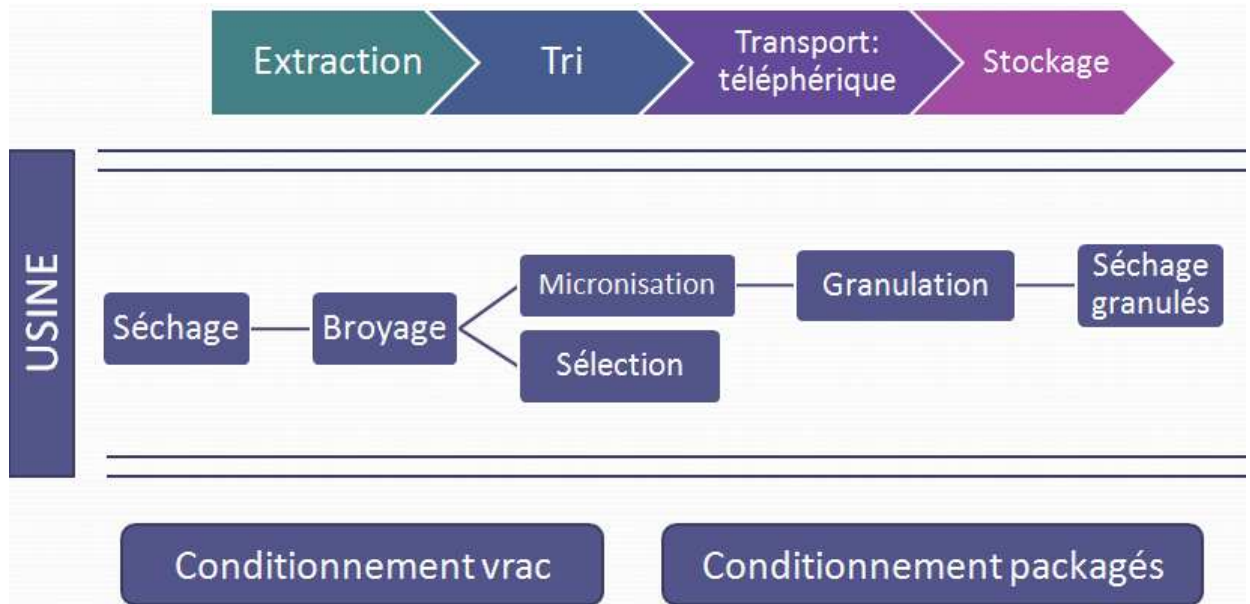 Extraction
Tri
Transport:
téléphérique
Stockage
USINE
Séchage
Broyage
Micronisation
Sélection
Granulation
Séchage
granulés
Conditionnement vrac
Conditionnement packagés